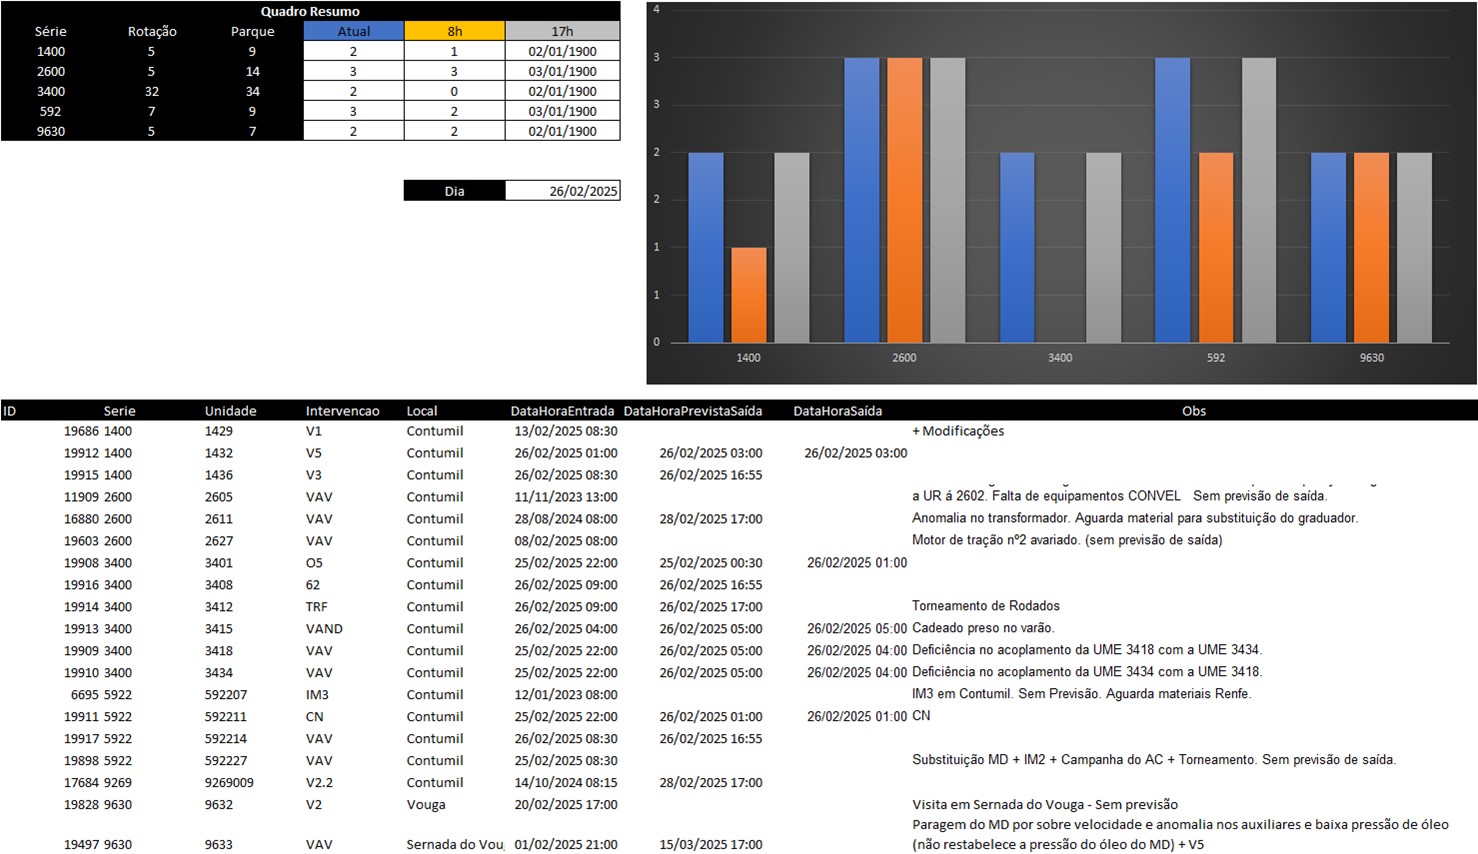 Quadro Resumo
Série Rotação Parque Atual 8h 17h
1400 5 9 2 1 02/01/1900
2600 5 14 3 3 03/01/1900
3400 32 34 2 0 02/01/1900
592 7 9 3 2 03/01/1900
9630 5 7 2 2 02/01/1900
Dia 26/02/2025
4
3
3
2
2
1
1
0
1400 2600 3400 592 9630
ID Serie Unidade Intervencao Local DataHoraEntrada DataHoraPrevistaSaída DataHoraSaída Obs
19686 1400 1429 V1 Contumil 13/02/2025 08:30 + Modificações
19912 1400 1432 V5 Contumil 26/02/2025 01:00 26/02/2025 03:00 26/02/2025 03:00
19915 1400 1436 V3 Contumil 26/02/2025 08:30 26/02/2025 16:55
11909 2600 2605 VAV Contumil 11/11/2023 13:00 a UR á 2602. Falta de equipamentos CONVEL Sem previsão de saída.
16880 2600 2611 VAV Contumil 28/08/2024 08:00 28/02/2025 17:00 Anomalia no transformador. Aguarda material para substituição do graduador.
19603 2600 2627 VAV Contumil 08/02/2025 08:00 Motor de tração nº2 avariado. (sem previsão de saída)
19908 3400 3401 O5 Contumil 25/02/2025 22:00 25/02/2025 00:30 26/02/2025 01:00
19916 3400 3408 62 Contumil 26/02/2025 09:00 26/02/2025 16:55
19914 3400 3412 TRF Contumil 26/02/2025 09:00 26/02/2025 17:00 Torneamento de Rodados
19913 3400 3415 VAND Contumil 26/02/2025 04:00 26/02/2025 05:00 26/02/2025 05:00 Cadeado preso no varão.
19909 3400 3418 VAV Contumil 25/02/2025 22:00 26/02/2025 05:00 26/02/2025 04:00 Deficiência no acoplamento da UME 3418 com a UME 3434.
19910 3400 3434 VAV Contumil 25/02/2025 22:00 26/02/2025 05:00 26/02/2025 04:00 Deficiência no acoplamento da UME 3434 com a UME 3418.
6695 5922 592207 IM3 Contumil 12/01/2023 08:00 IM3 em Contumil. Sem Previsão. Aguarda materiais Renfe.
19911 5922 592211 CN Contumil 25/02/2025 22:00 26/02/2025 01:00 26/02/2025 01:00 CN
19917 5922 592214 VAV Contumil 26/02/2025 08:30 26/02/2025 16:55
19898 5922 592227 VAV Contumil 25/02/2025 08:30 Substituição MD + IM2 + Campanha do AC + Torneamento. Sem previsão de saída.
17684 9269 9269009 V2.2 Contumil 14/10/2024 08:15 28/02/2025 17:00
19828 9630 9632 V2 Vouga 20/02/2025 17:00 Visita em Sernada do Vouga - Sem previsão
Paragem do MD por sobre velocidade e anomalia nos auxiliares e baixa pressão de óleo
19497 9630 9633 VAV Sernada do Vou 01/02/2025 21:00 15/03/2025 17:00 (não restabelece a pressão do óleo do MD) + V5